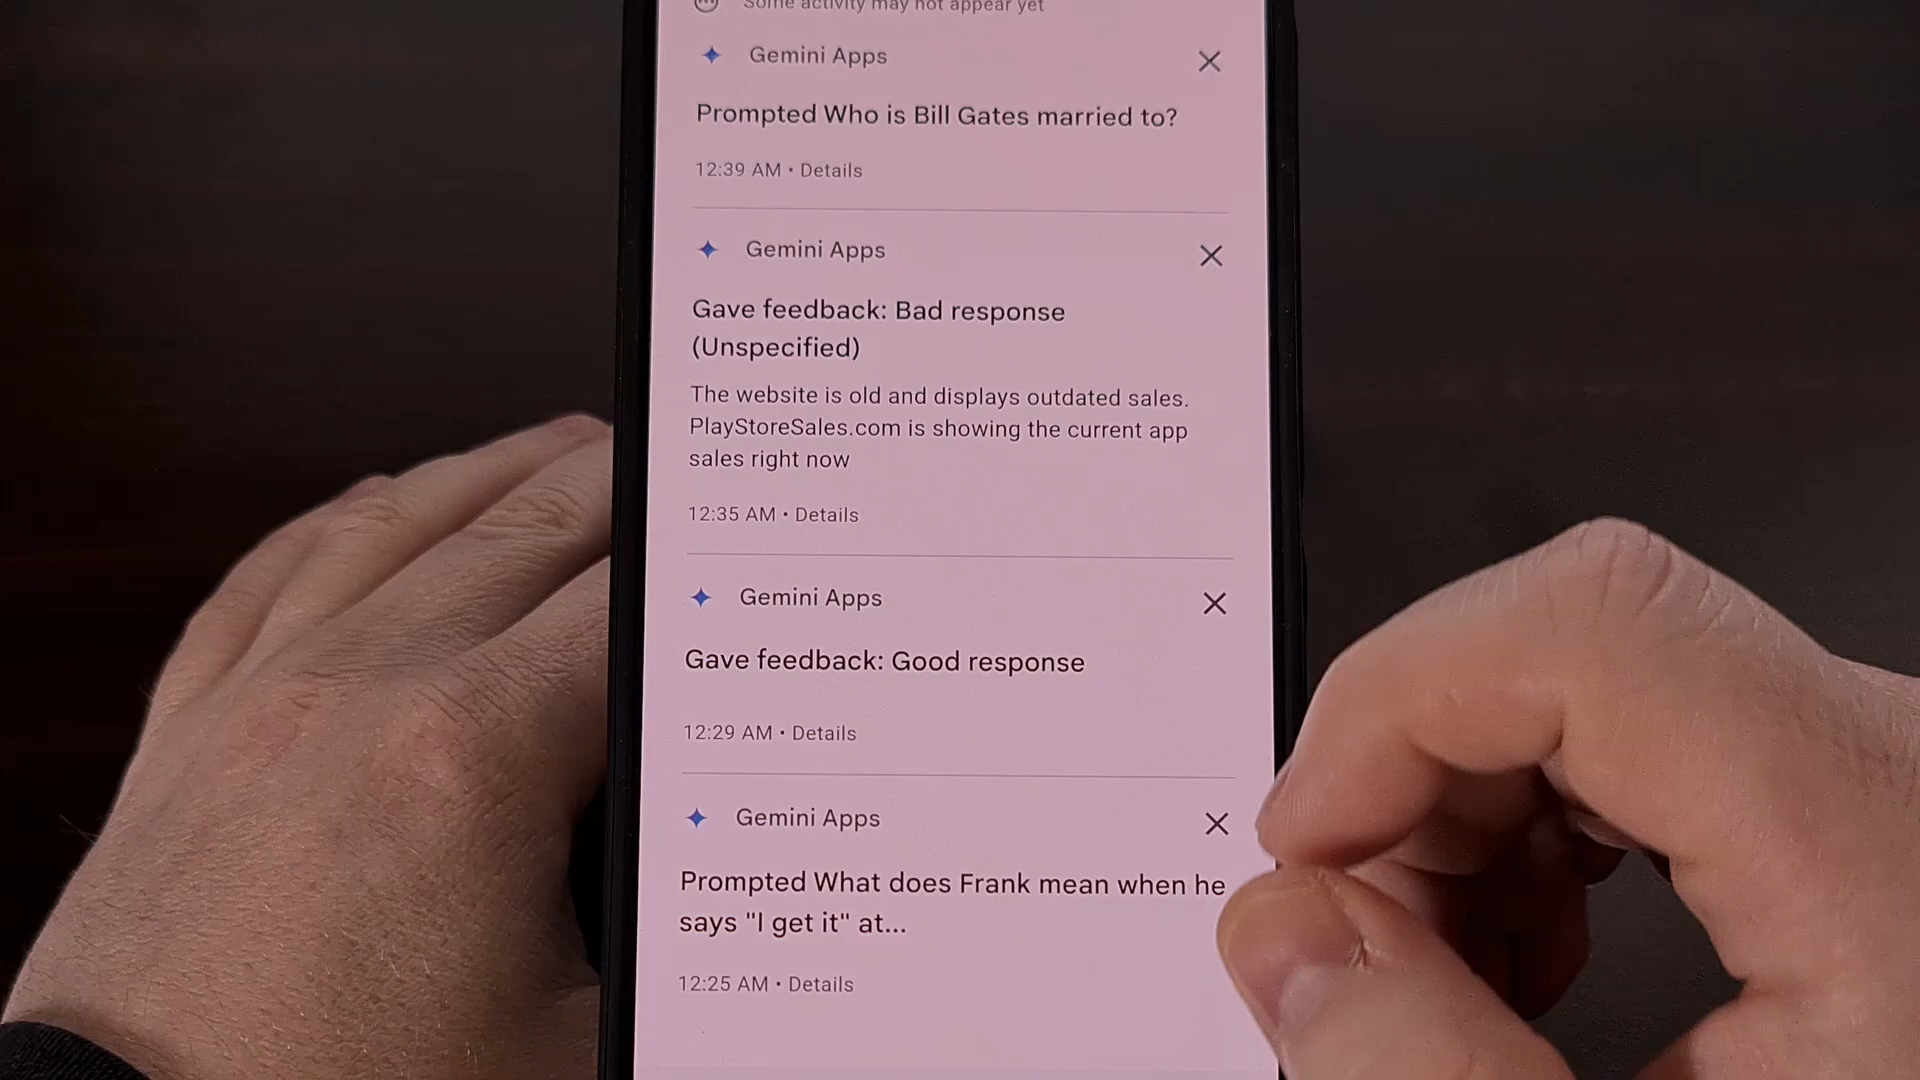 Some activity may not appear yet
Gemini Apps
Prompted Who is Bill Gates married to?
12:39 AM • Details
Gemini Apps
Gave feedback: Bad response
(Unspecified)
The website is old and displays outdated sales.
PlayStoreSales.com is showing the current app
sales right now
12:35 AM • Details
Gemini Apps
Gave feedback: Good response
12:29 AM • Details
Gemini Apps
Prompted What does Frank mean when he
says "I get it" at...
12:25 AM • Details